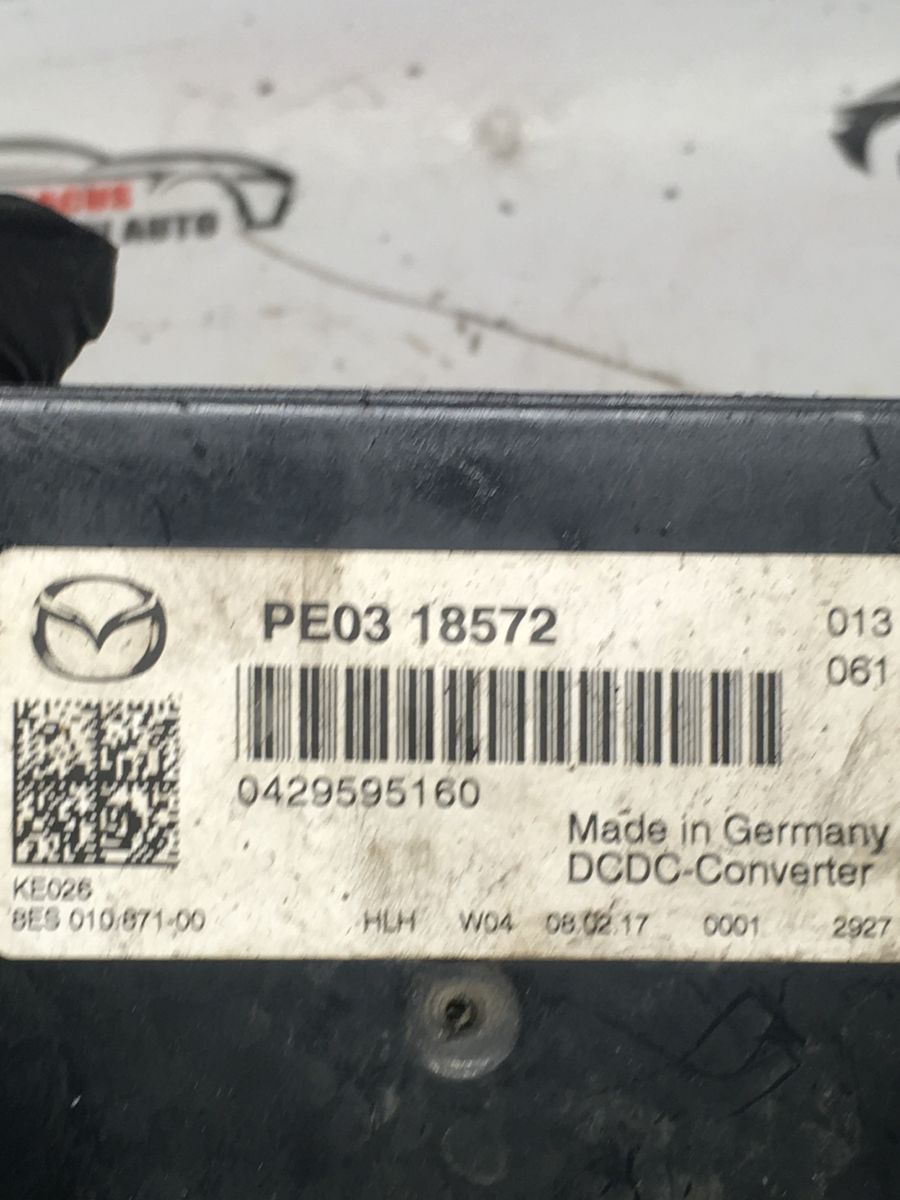 AUTO
PE03 18572
013
061
0429595160
Made in Germany
DCDC-Converter
KE026
8ES 010 671-00 HLH W04 08.02.17 0001 2927